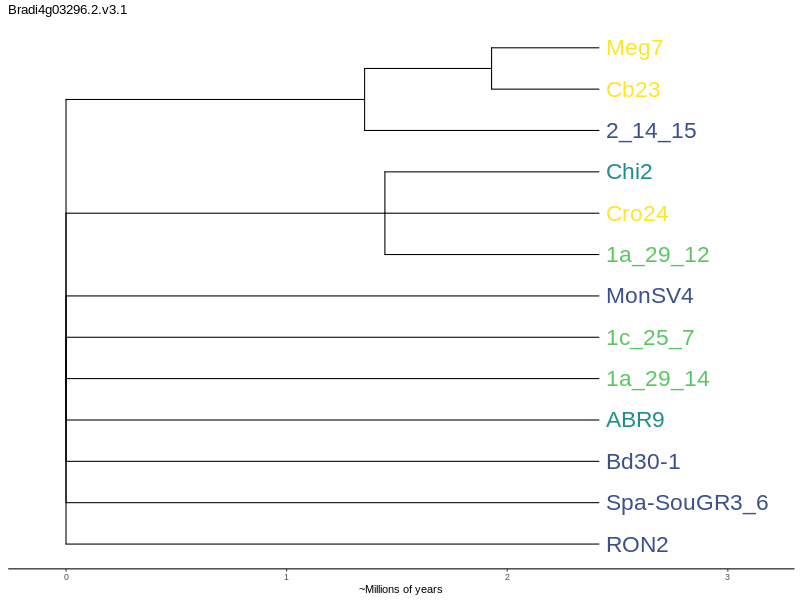 Bradi4g03296.2.v3.1
Meg7
Cb23
2_14_15
Chi2
Cro24
1a_29_12
MonSV4
1c_25_7
1a_29_14
ABR9
Bd30-1
Spa-SouGR3_6
RON2
0 1 2 3
~Millions of years